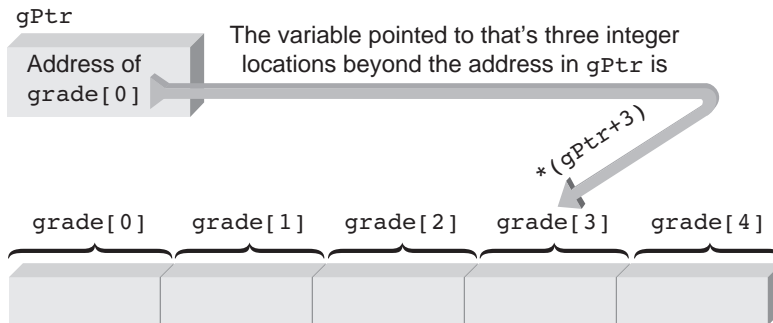 gPtr
The variable pointed to that's three integer
locations beyond the address in gPtr is
Address of
grade[0]
*(gPtr+3)
grade[0] grade[1] grade[2] grade[3] grade[4]